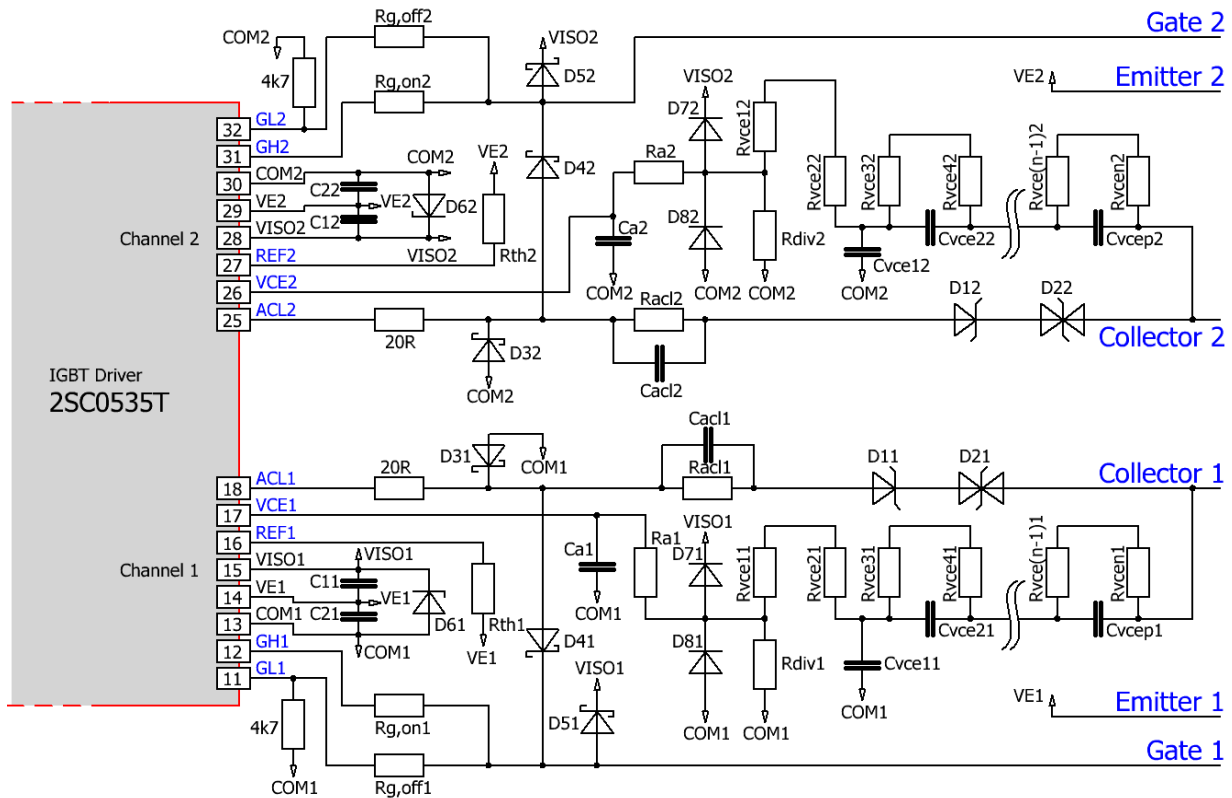 Rg,off2
Gate 2
COM2
VISO2
4k7
D52
Rg,on2
VISO2
VE2
Emitter 2
32
GL2
D72
Rvce12
31
GH2
VE2
Ra2
Rvce22
Rvce32
Rvce42
Rvce(n-1)2
Rvcen2
30
COM2
COM2
D42
C22
29
VE2
VE2
D62
Channel 2
C12
Ca2
D82
Rdiv2
Cvce22
Cvcep2
28
VISO2
VISO2
Rth2
Cvce12
27
REF2
26
VCE2
COM2
COM2
COM2
COM2
D12
D22
25
ACL2
Racl2
20R
D32
Collector 2
IGBT Driver
2SC0535T
COM2
Cacl2
Cacl1
D31
COM1
D11
D21
18
ACL1
20R
Racl1
Collector 1
17
VCE1
16
REF1
VISO1
Ra1
Ca1
D71
Rvce11
Rvce21
Rvce31
Rvce41
Rvce(n-1)1
Rvcen1
15
VISO1
VISO1
Channel 1
C11
14
VE1
VE1
C21
D61
Rth1
COM1
13
COM1
COM1
VE1
D41
D81
Rdiv1
Cvce21
Cvcep1
12
GH1
Cvce11
11
GL1
VISO1
4k7
Rg,on1
D51
COM1
COM1
COM1
VE1
Emitter 1
COM1
Rg,off1
Gate 1